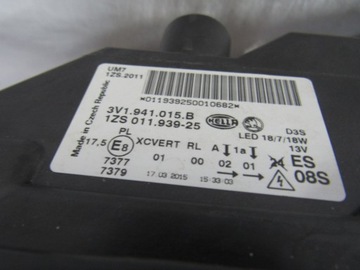 UM7
1ZS.2011
*0119392500106 82*
Made in Czech Republic
3V1.941.015.B
1ZS 011.939-25
HELLA
D3S
LED 18/7/18W
13V
PL
17.5 E8 XCVERT RL A 1a
7377 01 00 02 01 ES
7379 17.03.2015 15:33:03 08S